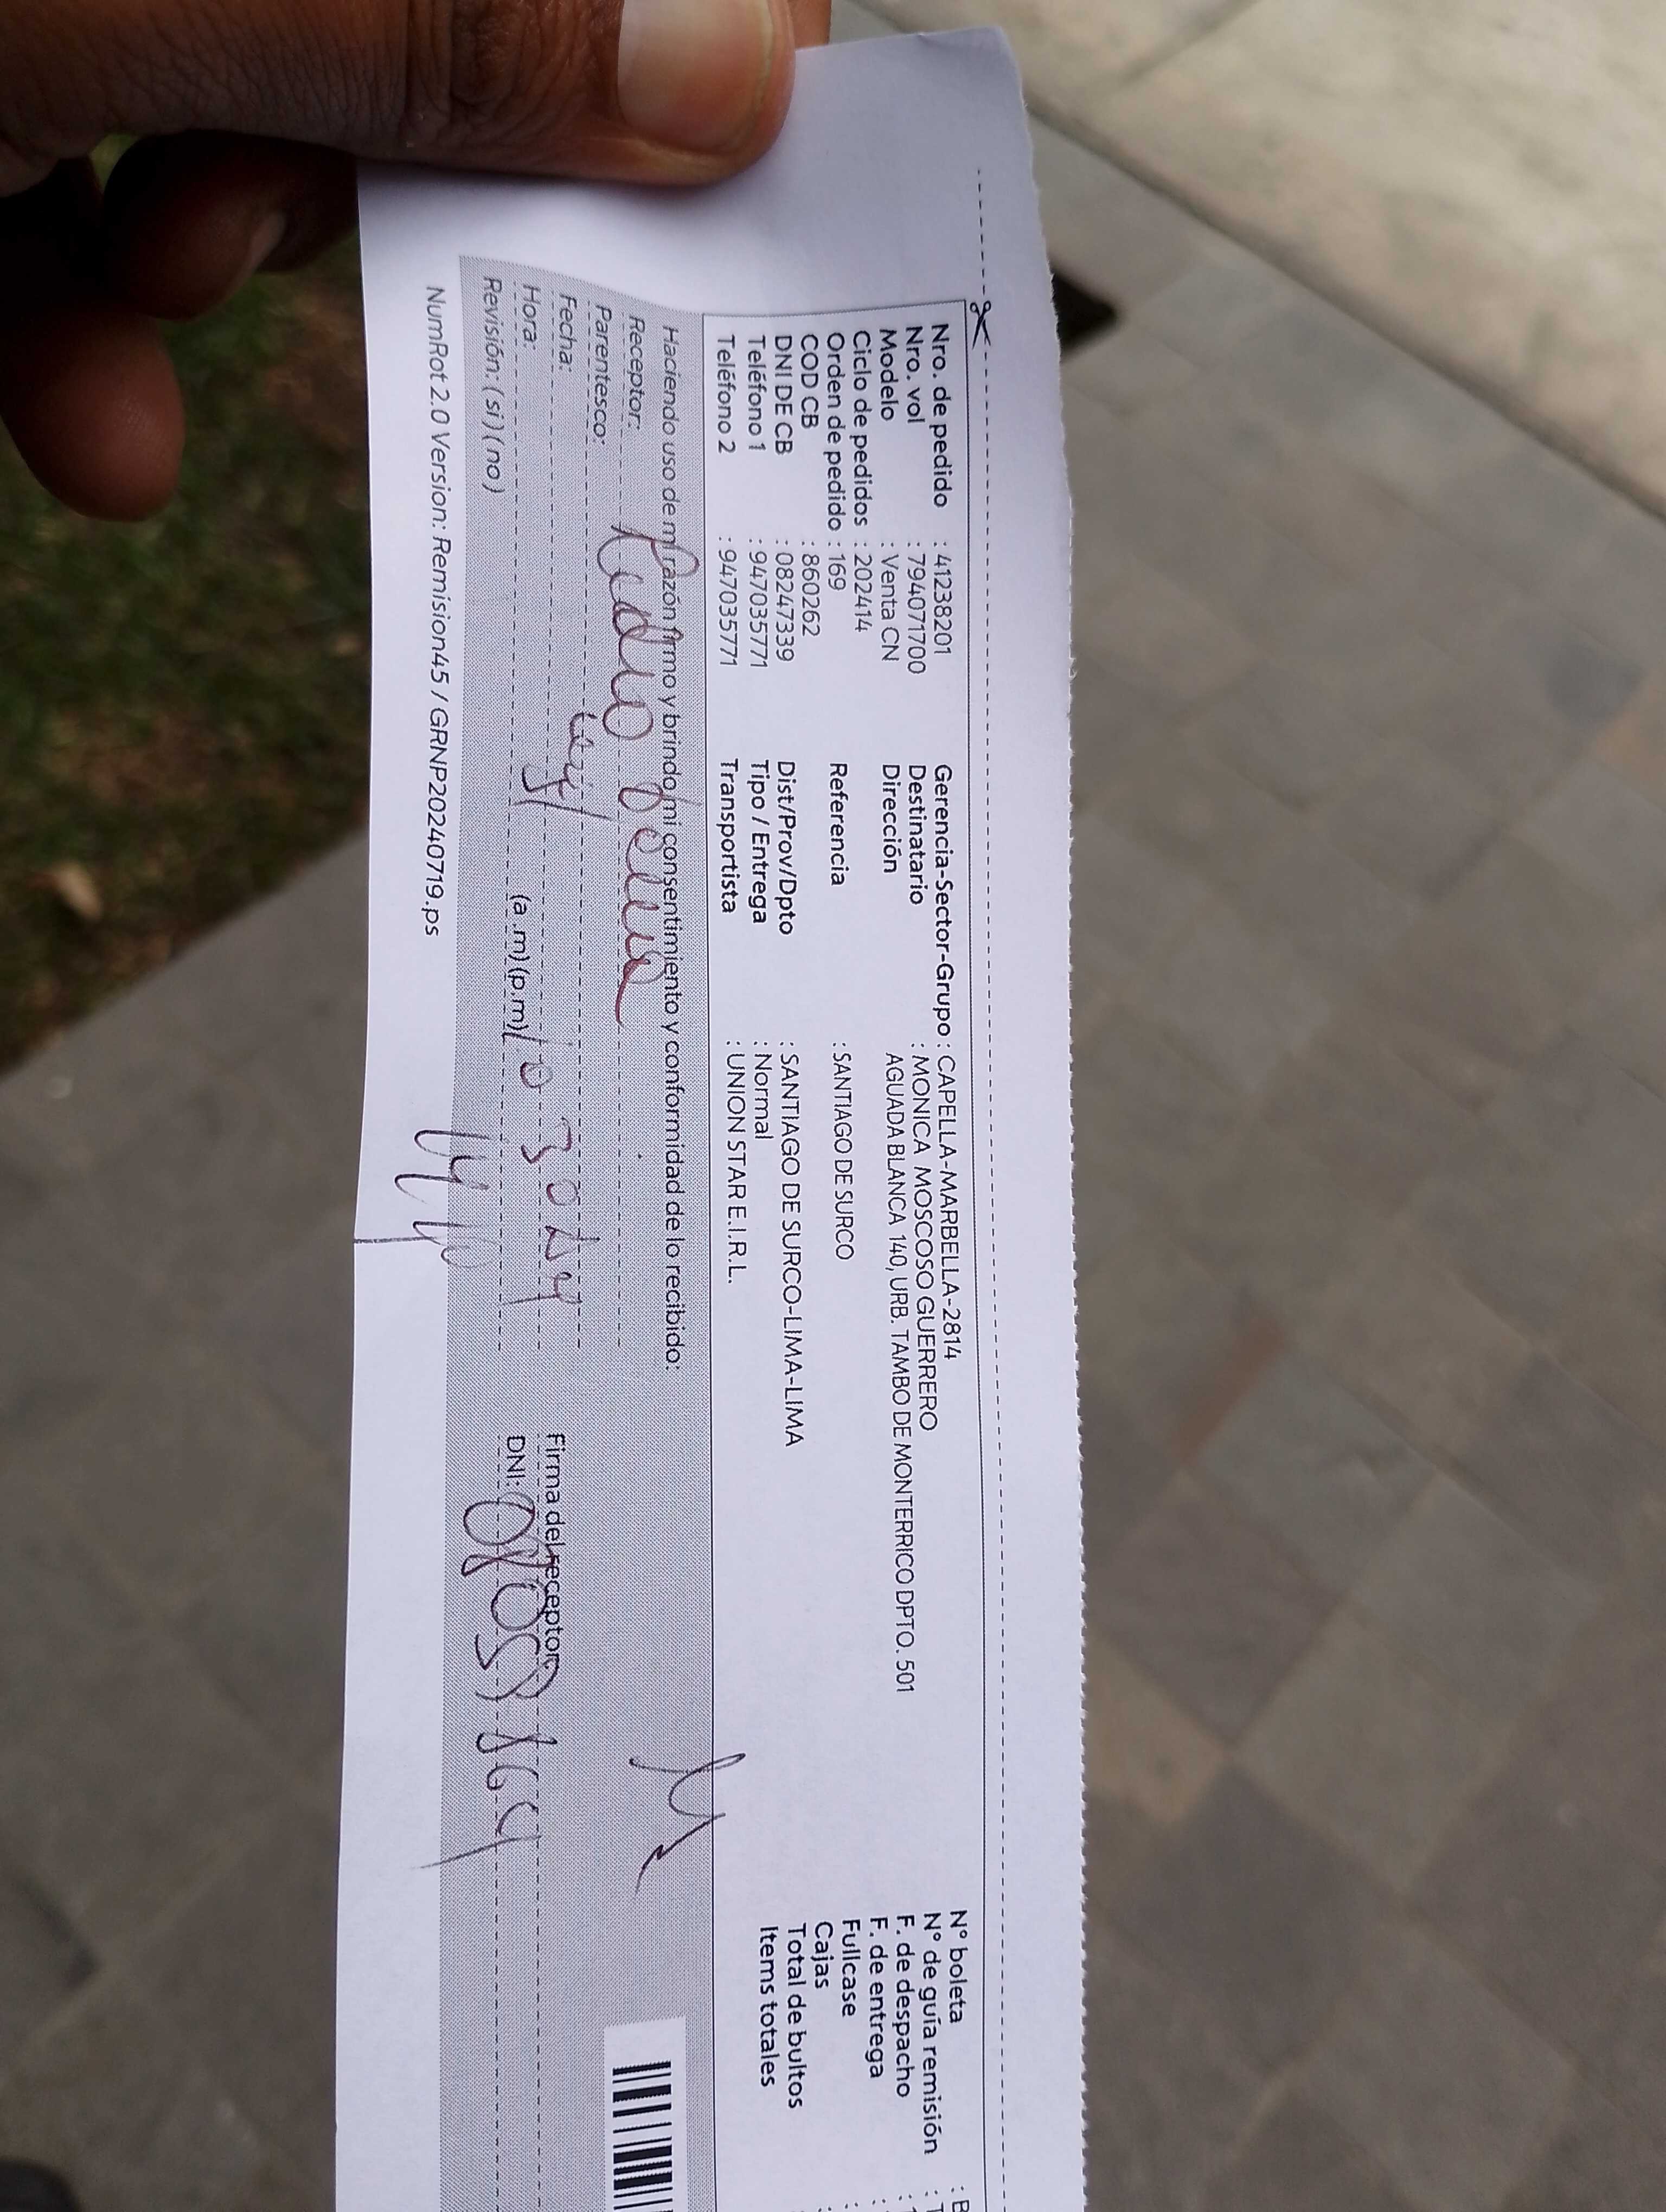 Nro. de pedido : 41238201 Gerencia-Sector-Grupo : CAPELLA-MARBELLA-2814 N° boleta : B
Nro. vol : 794071700 Destinatario : MONICA MOSCOSO GUERRERO N° de guía remisión : T
Modelo : Venta CN Dirección AGUADA BLANCA 140, URB. TAMBO DE MONTERRICO DPTO. 501 F. de despacho :
Ciclo de pedidos : 202414 F. de entrega :
Orden de pedido : 169 Referencia : SANTIAGO DE SURCO Fullcase :
COD CB : 860262 Cajas :
DNI DE CB : 08247339 Dist/Prov/Dpto : SANTIAGO DE SURCO-LIMA-LIMA Total de bultos :
Teléfono 1 : 947035771 Tipo / Entrega : Normal Items totales
Teléfono 2 : 947035771 Transportista : UNION STAR E.I.R.L.
Haciendo uso de mi razón firmo y brindo mi consentimiento y conformidad de lo recibido:
Receptor:
Parentesco:
Fecha: Firma del receptor
Hora: (a.m) (p.m) DNI:
Revisión: (si) (no)
NumRot 2.0 Version: Remision45 / GRNP20240719.ps